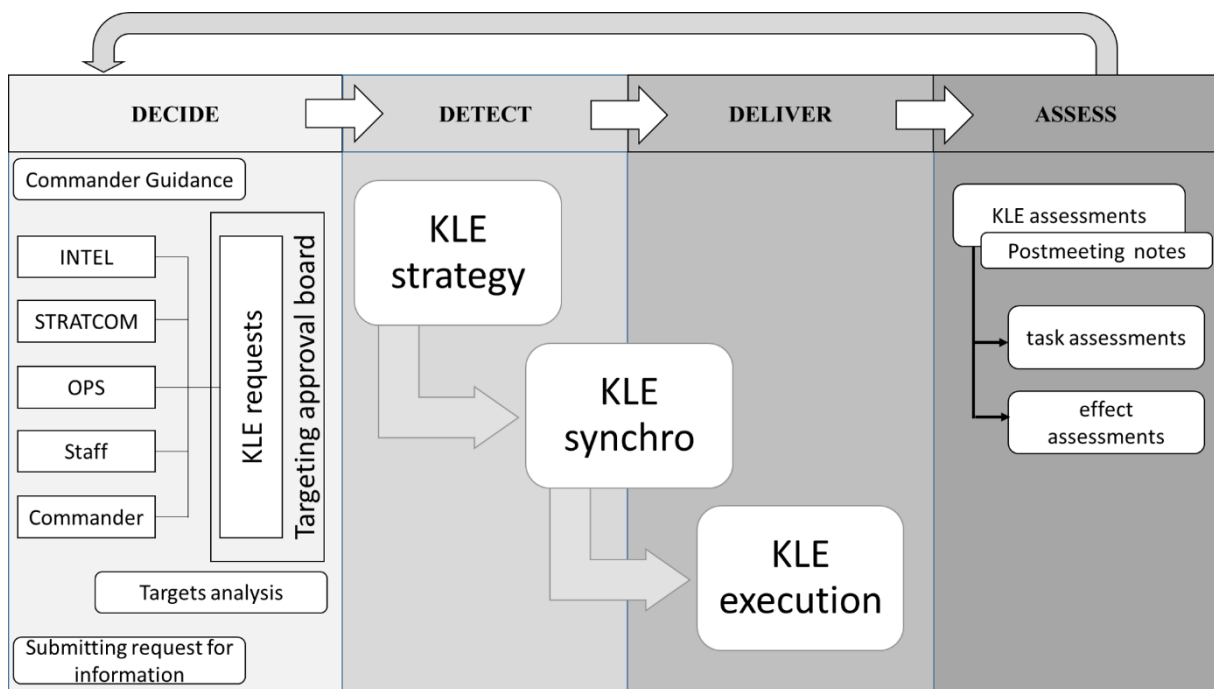 DECIDE
DETECT
DELIVER
ASSESS
Commander Guidance
INTEL
STRATCOM
OPS
Staff
Commander
KLE requests
Targeting approval board
Targets analysis
Submitting request for
information
KLE
strategy
KLE
synchro
KLE
execution
KLE assessments
Postmeeting notes
task assessments
effect
assessments